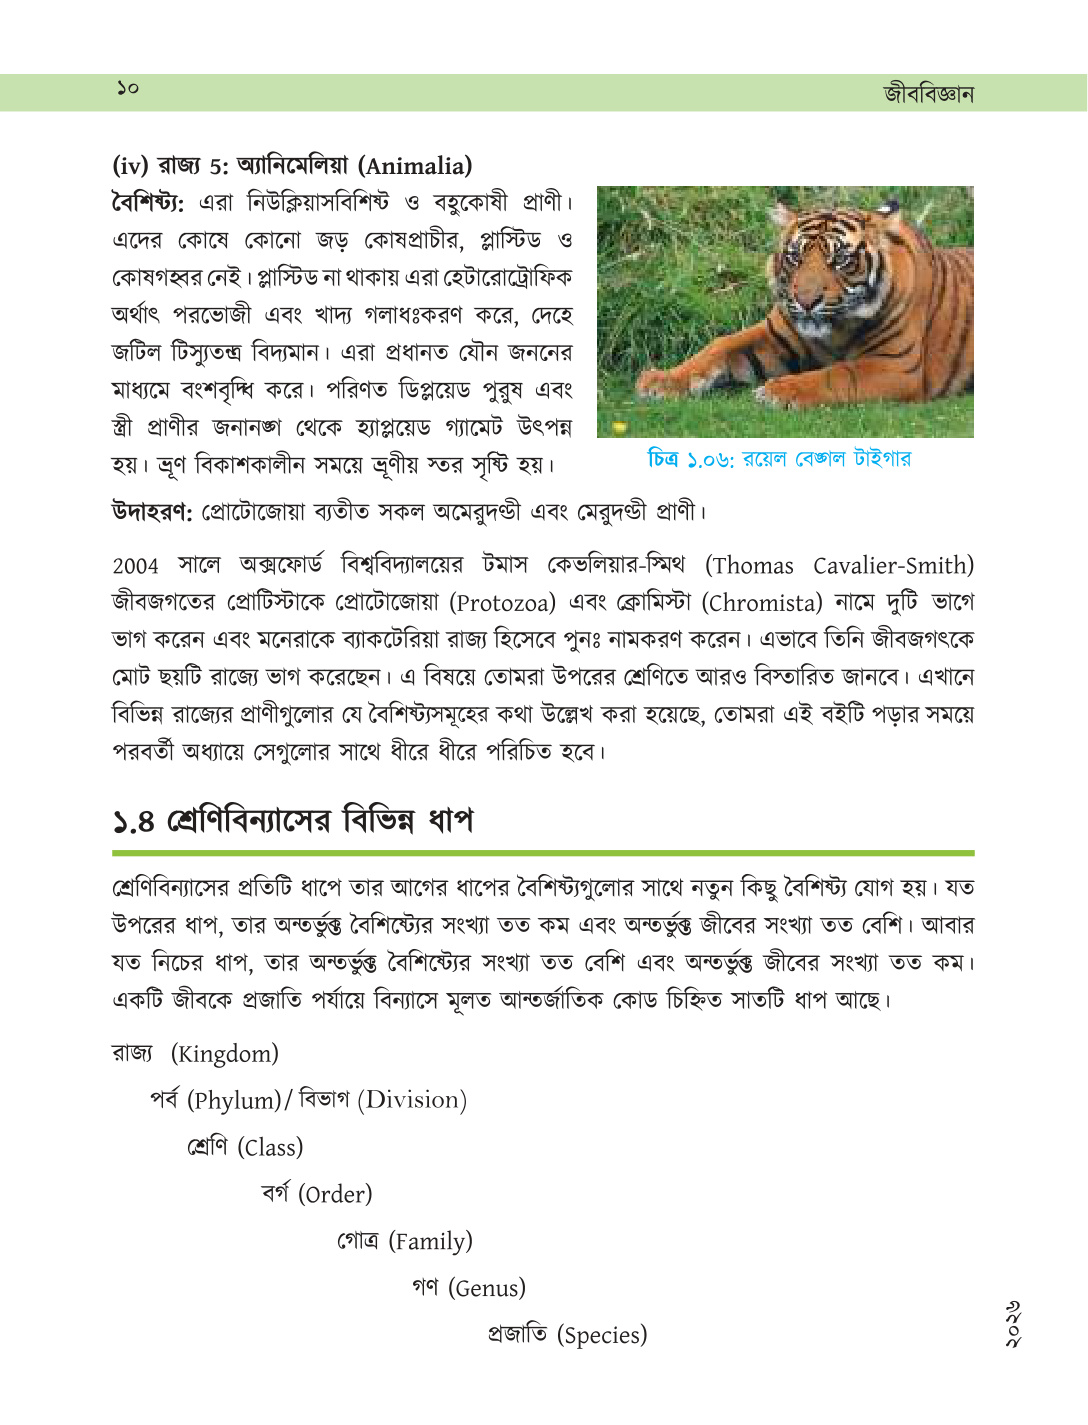 ১০
জীববিজ্ঞান
(iv) রাজ্য 5: অ্যানিমেলিয়া (Animalia)
বৈশিষ্ট্য: এরা নিউক্লিয়াসবিশিষ্ট ও বহুকোষী প্রাণী।
এদের কোষে কোনো জড় কোষপ্রাচীর, প্লাস্টিড ও
কোষগহ্বর নেই। প্লাস্টিড না থাকায় এরা হেটারোট্রোফিক
অর্থাৎ পরভোজী এবং খাদ্য গলাধঃকরণ করে, দেহে
জটিল টিস্যুতন্ত্র বিদ্যমান। এরা প্রধানত যৌন জননের
মাধ্যমে বংশবৃদ্ধি করে। পরিণত ডিপ্লয়েড পুরুষ এবং
স্ত্রী প্রাণীর জনানঙ্গ থেকে হ্যাপ্লয়েড গ্যামেট উৎপন্ন
হয়। ভ্রূণ বিকাশকালীন সময়ে ভ্রূণীয় স্তর সৃষ্টি হয়।
চিত্র ১.০৬: রয়েল বেঙ্গল টাইগার
উদাহরণ: প্রোটোজোয়া ব্যতীত সকল অমেরুদণ্ডী এবং মেরুদণ্ডী প্রাণী।
2004 সালে অক্সফোর্ড বিশ্ববিদ্যালয়ের টমাস কেভলিয়ার-স্মিথ (Thomas Cavalier-Smith)
জীবজগতের প্রোটিস্টাকে প্রোটোজোয়া (Protozoa) এবং ক্রোমিস্টা (Chromista) নামে দুটি ভাগে
ভাগ করেন এবং মনেরাকে ব্যাকটেরিয়া রাজ্য হিসেবে পুনঃ নামকরণ করেন। এভাবে তিনি জীবজগৎকে
মোট ছয়টি রাজ্যে ভাগ করেছেন। এ বিষয়ে তোমরা উপরের শ্রেণিতে আরও বিস্তারিত জানবে। এখানে
বিভিন্ন রাজ্যের প্রাণীগুলোর যে বৈশিষ্ট্যসমূহের কথা উল্লেখ করা হয়েছে, তোমরা এই বইটি পড়ার সময়ে
পরবর্তী অধ্যায়ে সেগুলোর সাথে ধীরে ধীরে পরিচিত হবে।
১.৪ শ্রেণিবিন্যাসের বিভিন্ন ধাপ
শ্রেণিবিন্যাসের প্রতিটি ধাপে তার আগের ধাপের বৈশিষ্ট্যগুলোর সাথে নতুন কিছু বৈশিষ্ট্য যোগ হয়। যত
উপরের ধাপ, তার অন্তর্ভুক্ত বৈশিষ্ট্যের সংখ্যা তত কম এবং অন্তর্ভুক্ত জীবের সংখ্যা তত বেশি। আবার
যত নিচের ধাপ, তার অন্তর্ভুক্ত বৈশিষ্ট্যের সংখ্যা তত বেশি এবং অন্তর্ভুক্ত জীবের সংখ্যা তত কম।
একটি জীবকে প্রজাতি পর্যায়ে বিন্যাসে মূলত আন্তর্জাতিক কোড চিহ্নিত সাতটি ধাপ আছে।
রাজ্য (Kingdom)
পর্ব (Phylum)/ বিভাগ (Division)
শ্রেণি (Class)
বর্গ (Order)
গোত্র (Family)
গণ (Genus)
প্রজাতি (Species)
২০২৬